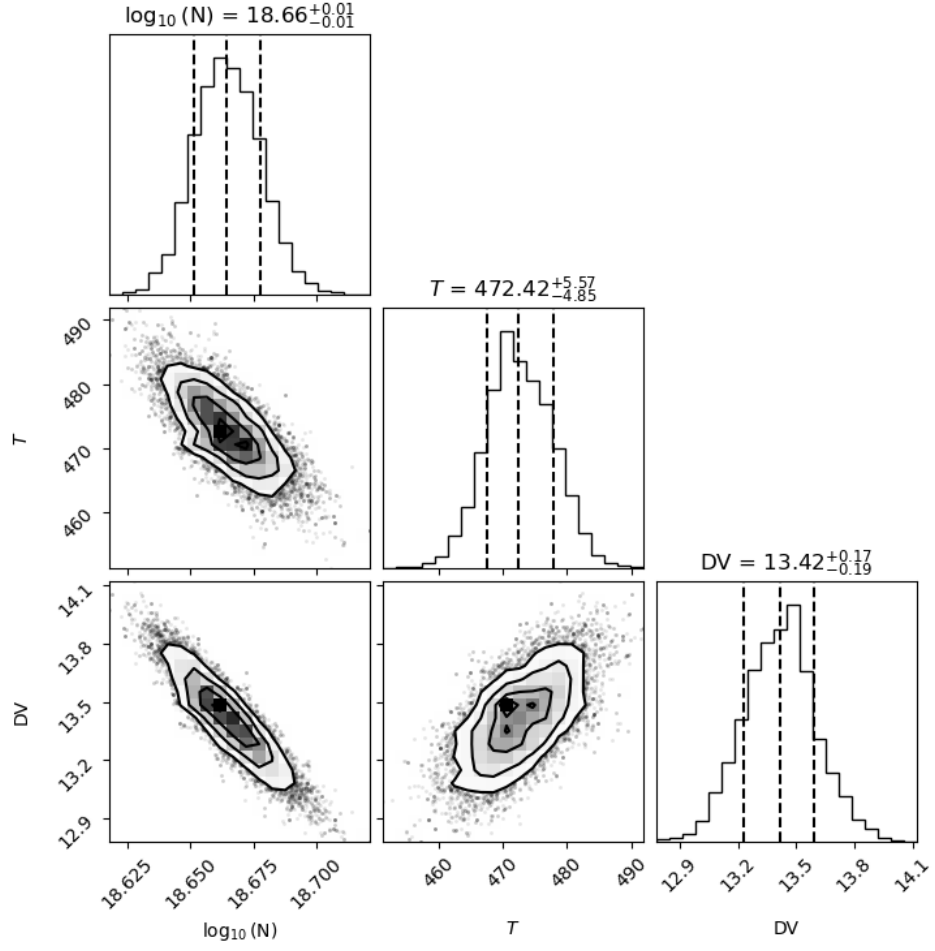 log₁₀ (N) = 18.66⁺⁰·⁰¹₋₀.₀₁
T = 472.42⁺⁵·⁵⁷₋₄.₈₅
DV = 13.42⁺⁰·¹⁷₋₀.₁₉
T
490
480
470
460
DV
14.1
13.8
13.5
13.2
12.9
18.625
18.650
18.675
18.700
log₁₀ (N)
460
470
480
490
T
12.9
13.2
13.5
13.8
14.1
DV